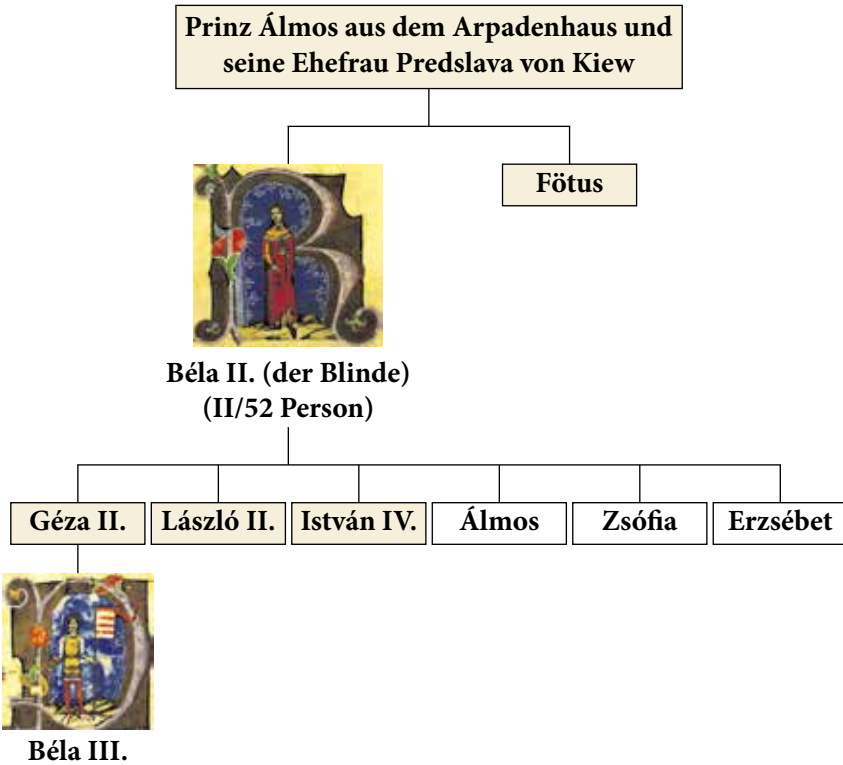 Prinz Álmos aus dem Arpadenhaus und
seine Ehefrau Predslava von Kiew
Fötus
Béla II. (der Blinde)
(II/52 Person)
Géza II.
László II.
István IV.
Álmos
Zsófia
Erzsébet
Béla III.